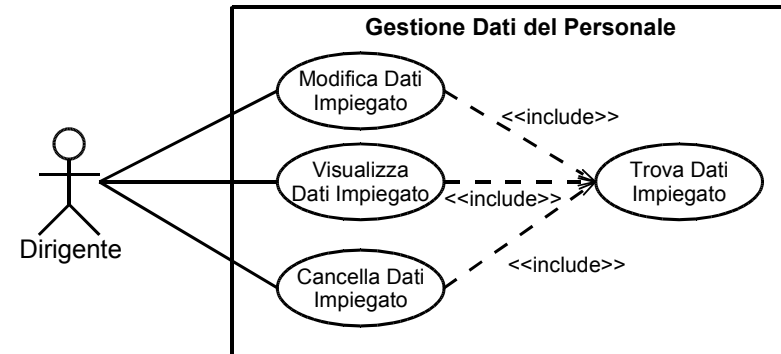 Gestione Dati del Personale
Modifica Dati
Impiegato
<<include>>
Visualizza
Dati Impiegato
<<include>>
Trova Dati
Impiegato
Dirigente
Cancella Dati
Impiegato
<<include>>